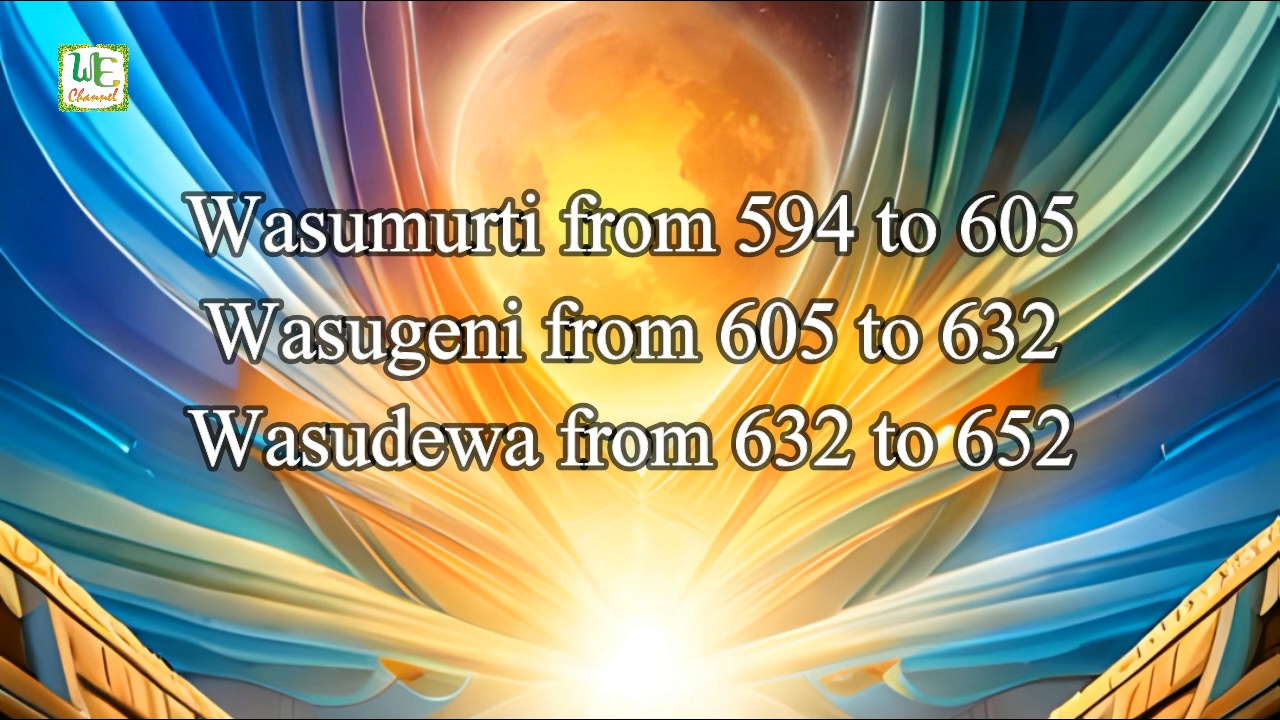 WE
Channel
Wasumurti from 594 to 605
Wasugeni from 605 to 632
Wasudewa from 632 to 652